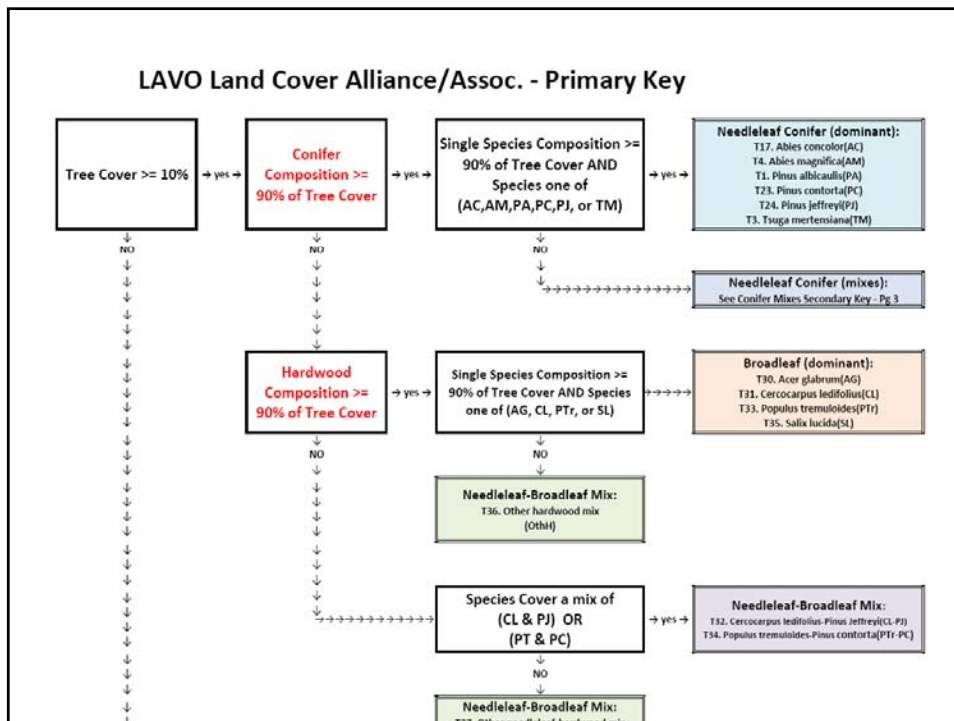 LAVO Land Cover Alliance/Assoc. - Primary Key
Tree Cover >= 10%
yes
Conifer
Composition >=
90% of Tree Cover
yes
Single Species Composition >=
90% of Tree Cover AND
Species one of
(AC,AM,PA,PC,PJ, or TM)
yes
Needleleaf Conifer (dominant):
T17. Abies concolor(AC)
T4. Abies magnifica(AM)
T1. Pinus albicaulis(PA)
T23. Pinus contorta(PC)
T24. Pinus jeffreyi(PJ)
T3. Tsuga mertensiana(TM)
NO
NO
NO
Needleleaf Conifer (mixes):
See Conifer Mixes Secondary Key - Pg 3
Hardwood
Composition >=
90% of Tree Cover
yes
Single Species Composition >=
90% of Tree Cover AND Species
one of (AG, CL, PTr, or SL)
Broadleaf (dominant):
T30. Acer glabrum(AG)
T31. Cercocarpus ledifolius(CL)
T33. Populus tremuloides(PTr)
T35. Salix lucida(SL)
NO
NO
Needleleaf-Broadleaf Mix:
T36. Other hardwood mix
(OthH)
Species Cover a mix of
(CL & PJ) OR
(PT & PC)
yes
Needleleaf-Broadleaf Mix:
T32. Cercocarpus ledifolius-Pinus Jeffreyi(CL-PJ)
T34. Populus tremuloides-Pinus contorta(PTr-PC)
NO
Needleleaf-Broadleaf Mix: